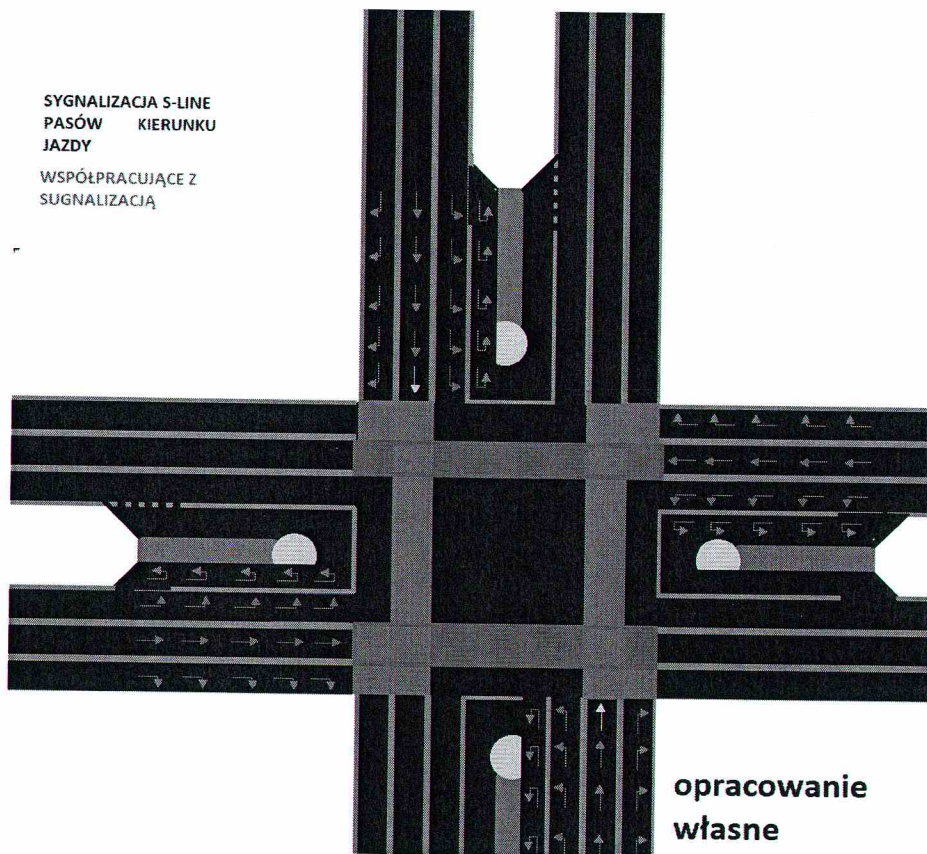 SYGNALIZACJA S-LINE
PASÓW KIERUNKU
JAZDY
WSPÓŁPRACUJĄCE Z
SUGNALIZACJĄ
opracowanie
własne